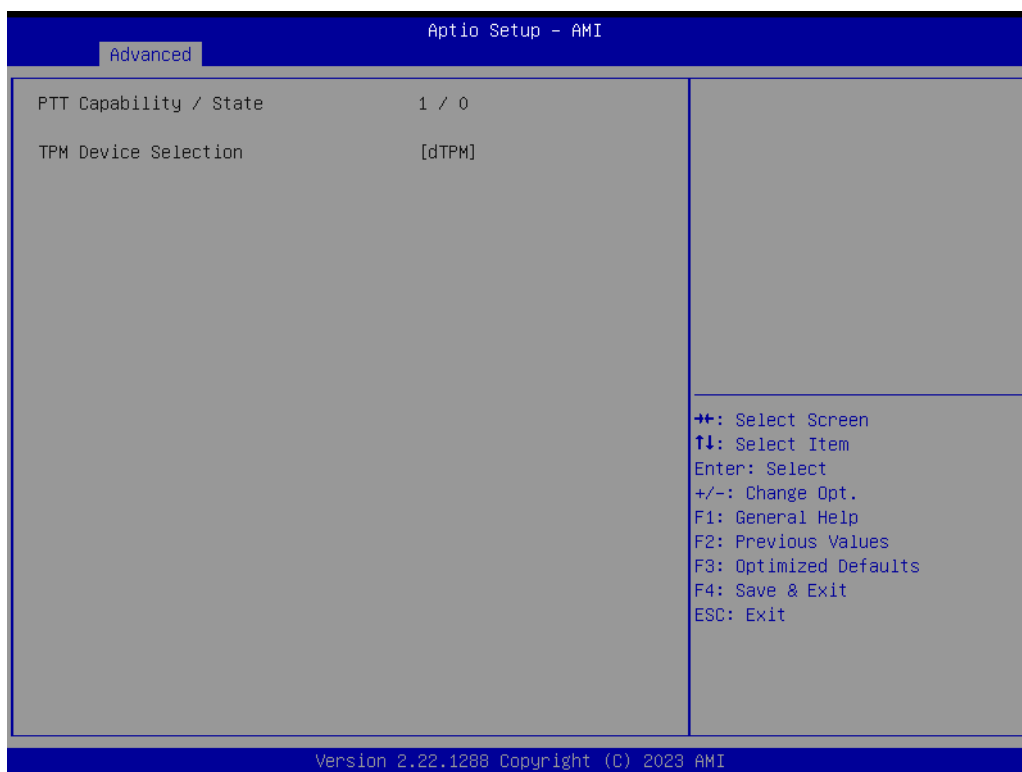 Aptio Setup – AMI
Advanced
PTT Capability / State 1 / 0
TPM Device Selection [dTPM]
→←: Select Screen
↑↓: Select Item
Enter: Select
+/-: Change Opt.
F1: General Help
F2: Previous Values
F3: Optimized Defaults
F4: Save & Exit
ESC: Exit
Version 2.22.1288 Copyright (C) 2023 AMI